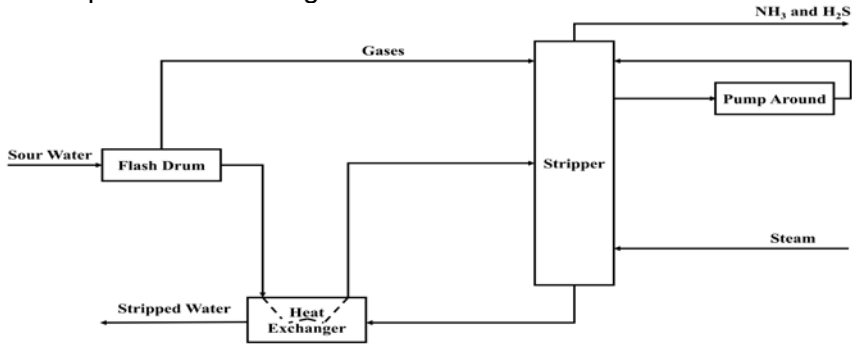 NH₃ and H₂S
Gases
Pump Around
Sour Water
Flash Drum
Stripper
Steam
Stripped Water
Heat
Exchanger